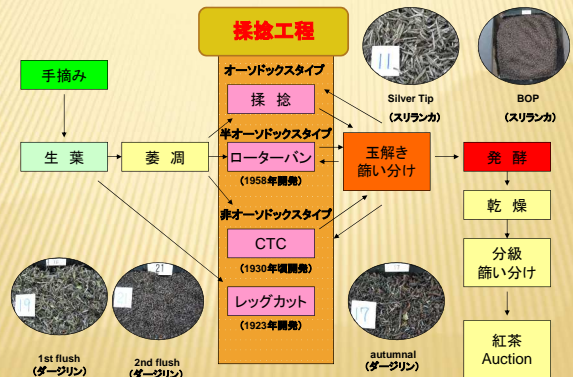 揉捻工程
手摘み
オーソドックスタイプ
揉 捻
Silver Tip
(スリランカ)
BOP
(スリランカ)
生 葉
萎 凋
半オーソドックスタイプ
ローターバン
(1958年開発)
玉解き
篩い分け
発 酵
乾 燥
非オーソドックスタイプ
CTC
(1930年頃開発)
分級
篩い分け
レッグカット
(1923年開発)
紅茶
Auction
1st flush
(ダージリン)
2nd flush
(ダージリン)
autumnal
(ダージリン)
11
19
21
17